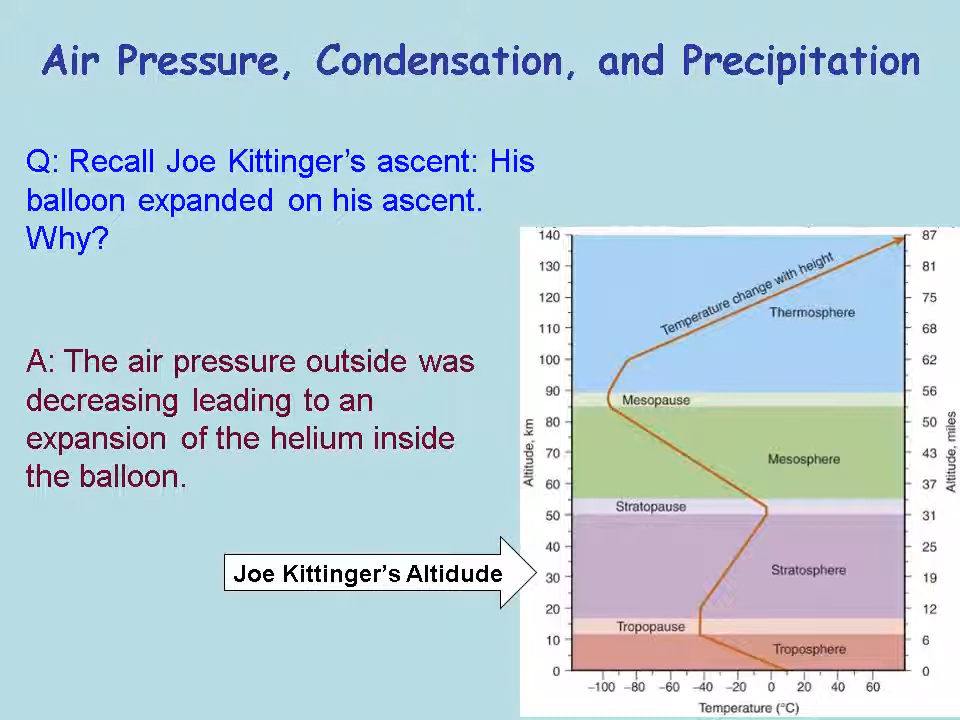 Air Pressure, Condensation, and Precipitation
Q: Recall Joe Kittinger's ascent: His
balloon expanded on his ascent.
Why?
A: The air pressure outside was
decreasing leading to an
expansion of the helium inside
the balloon.
Joe Kittinger's Altidude
140
130
120
110
100
90
80
70
60
50
40
30
20
10
0
Altitude, km
Temperature change with height
Thermosphere
Mesopause
Mesosphere
Stratopause
Stratosphere
Tropopause
Troposphere
87
81
75
68
62
56
50
43
37
31
25
19
12
6
0
Altitude, miles
–100 –80 –60 –40 –20 0 20 40 60
Temperature (°C)